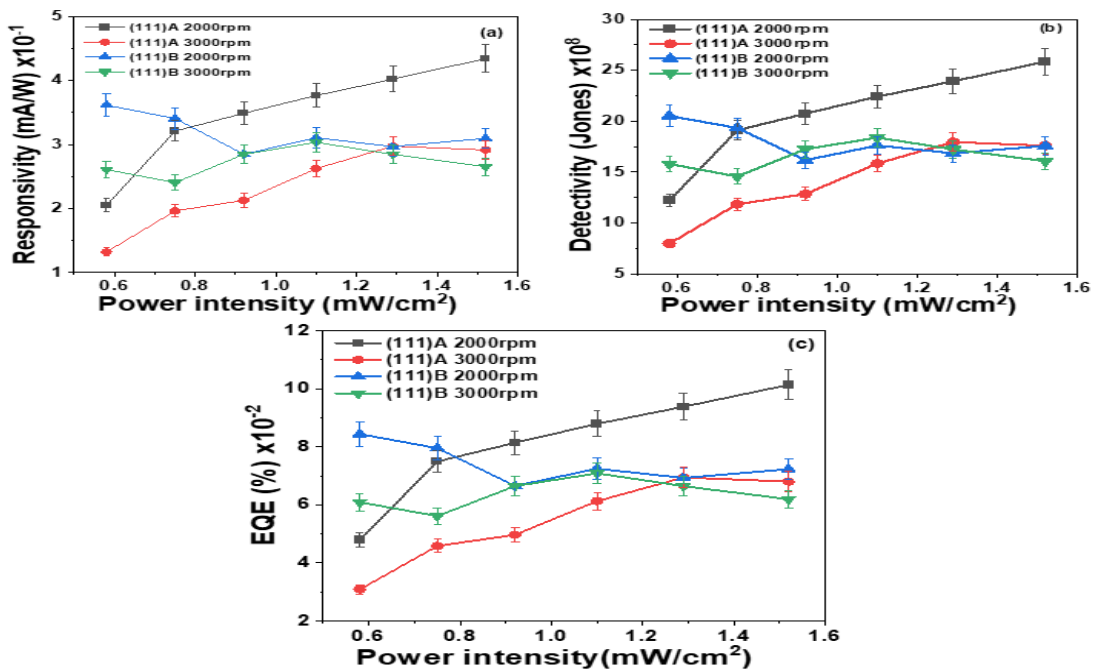 (a)
(111)A 2000rpm
(111)A 3000rpm
(111)B 2000rpm
(111)B 3000rpm
Responsivity (mA/W) x10⁻¹
5
4
3
2
1
0.6 0.8 1.0 1.2 1.4 1.6
Power intensity (mW/cm²)
(b)
(111)A 2000rpm
(111)A 3000rpm
(111)B 2000rpm
(111)B 3000rpm
Detectivity (Jones) x10⁸
30
25
20
15
10
5
0.6 0.8 1.0 1.2 1.4 1.6
Power intensity (mW/cm²)
(c)
(111)A 2000rpm
(111)A 3000rpm
(111)B 2000rpm
(111)B 3000rpm
EQE (%) x10⁻²
12
10
8
6
4
2
0.6 0.8 1.0 1.2 1.4 1.6
Power intensity(mW/cm²)